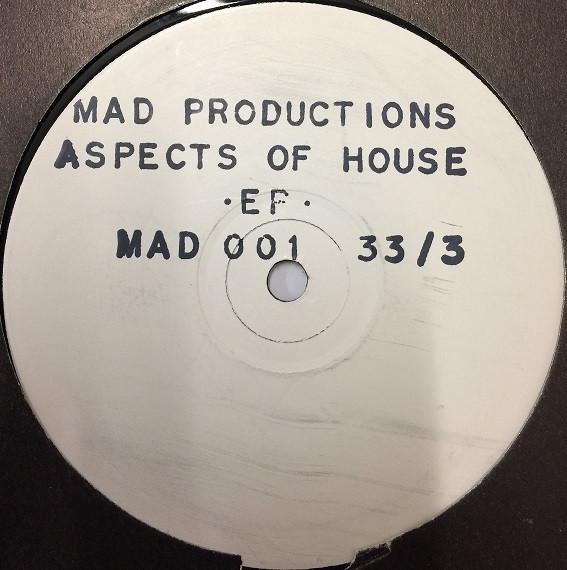 MAD PRODUCTIONS
ASPECTS OF HOUSE
·EP·
MAD 001 33/3